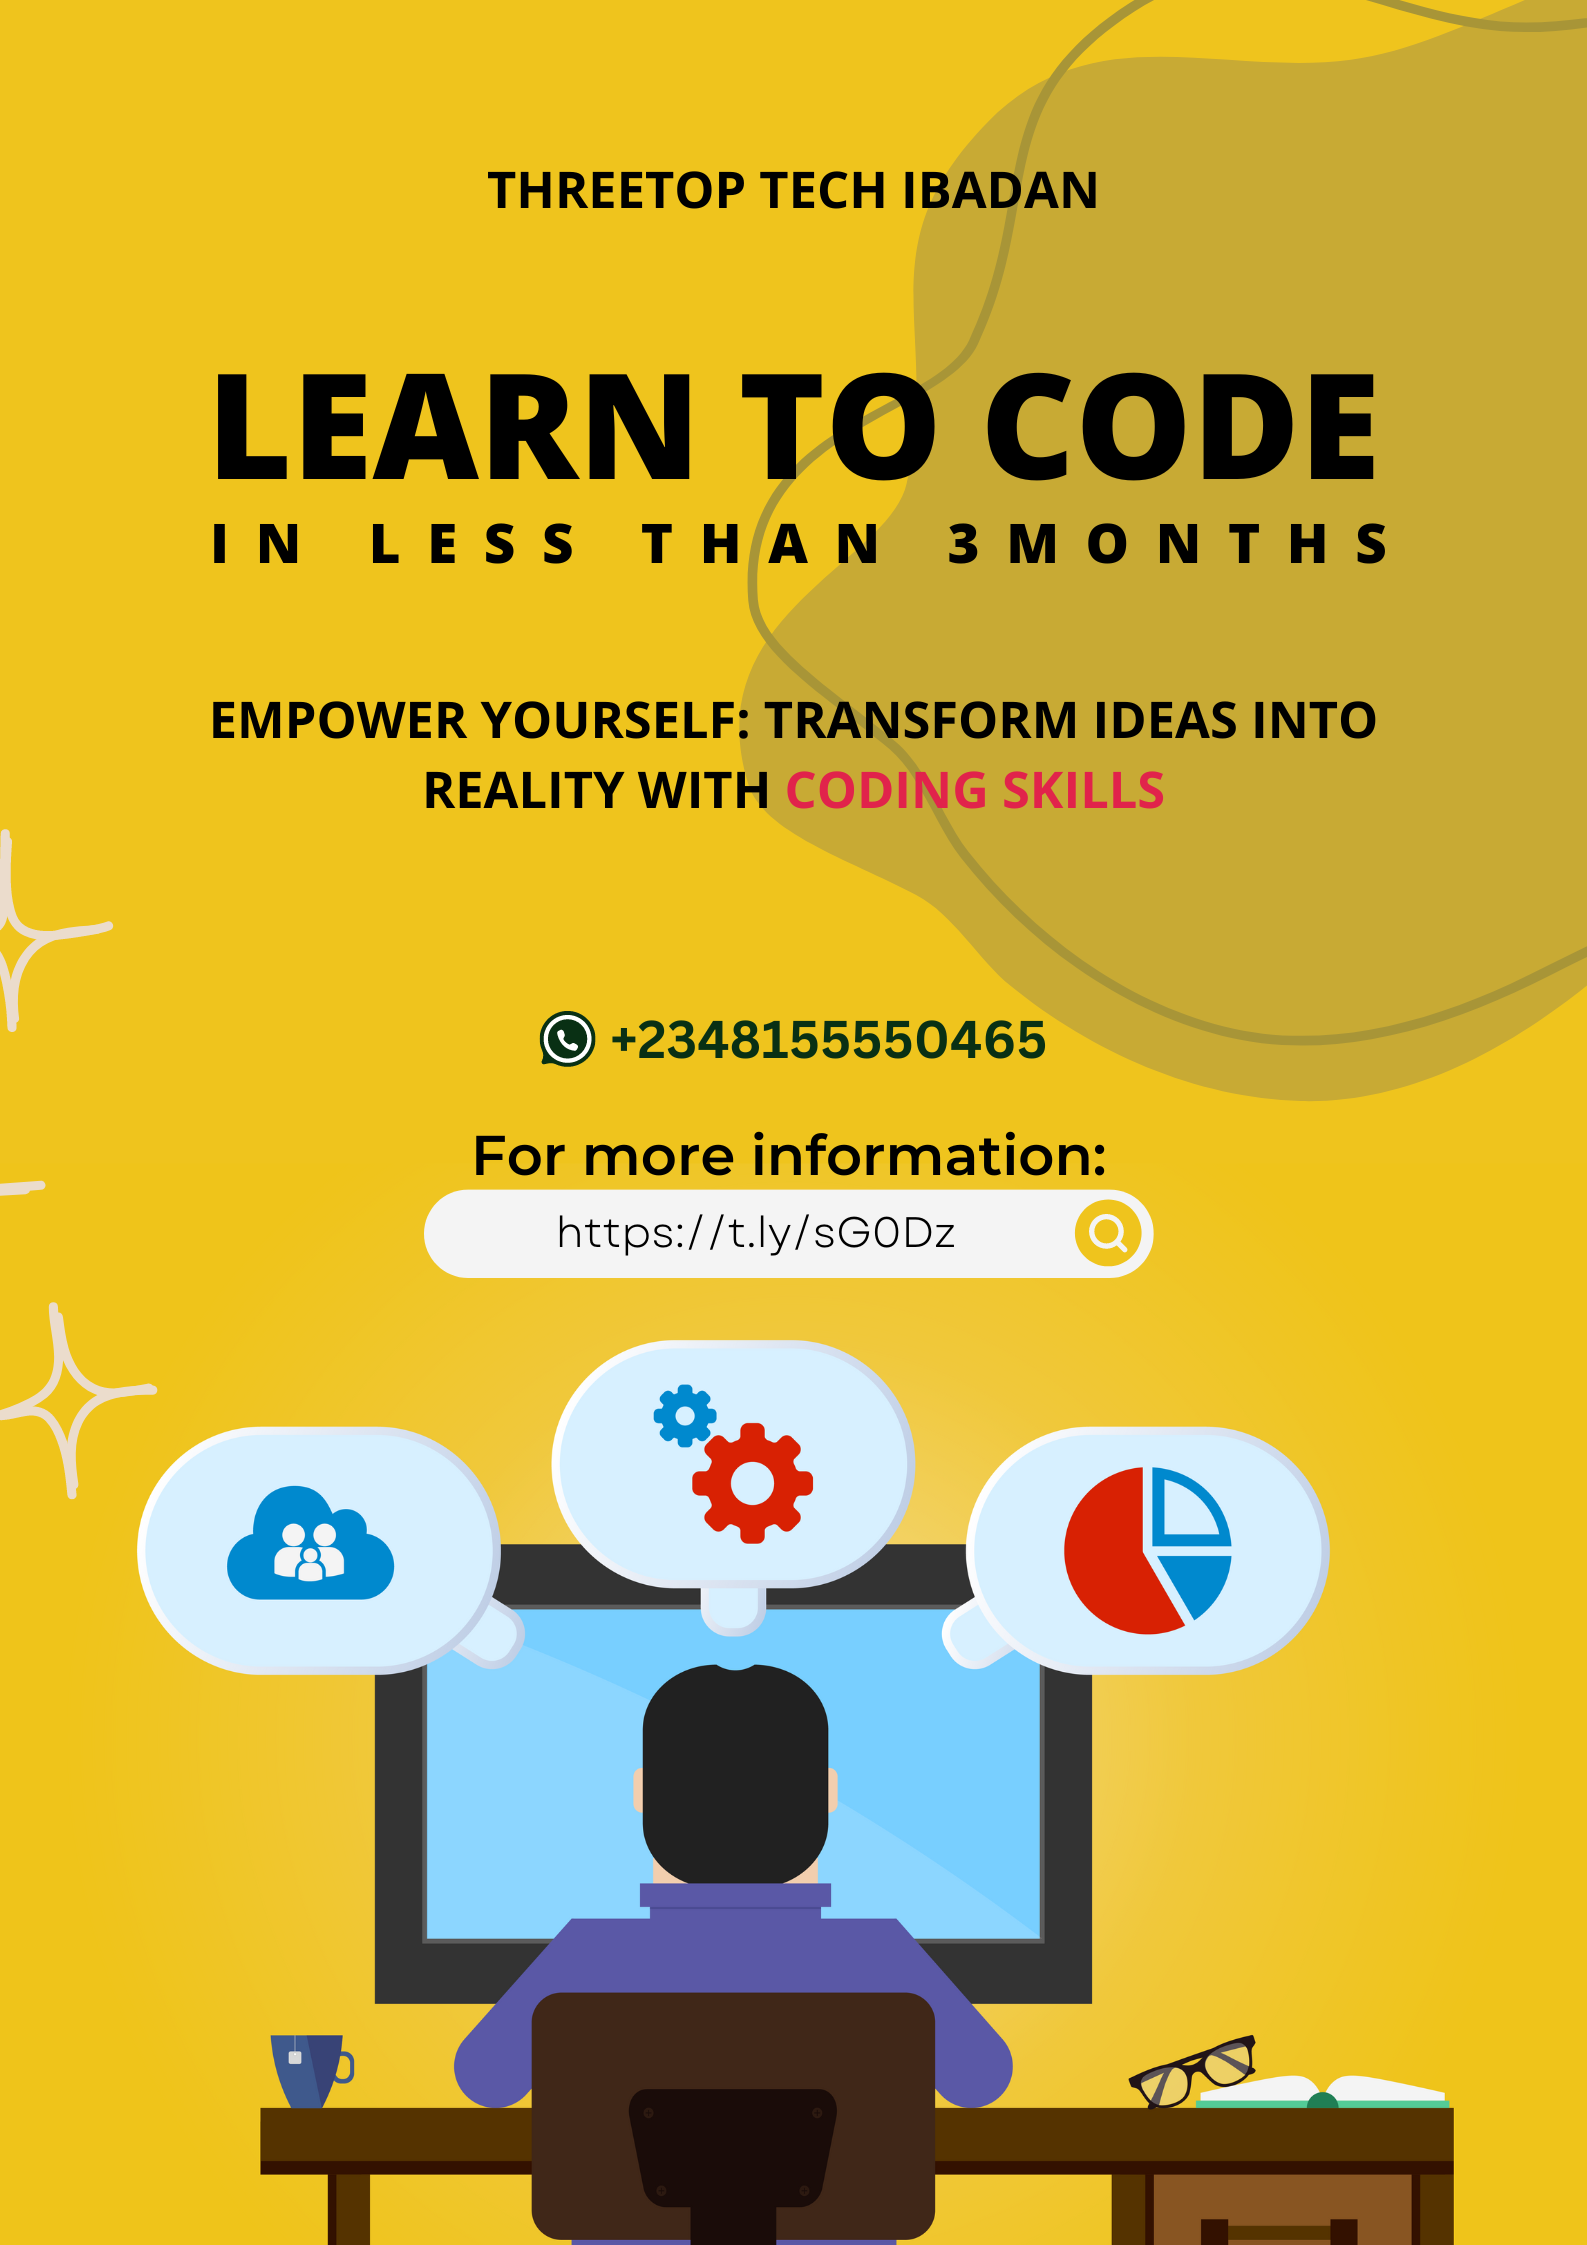 THREETOP TECH IBADAN
LEARN TO CODE
IN LESS THAN 3MONTHS
EMPOWER YOURSELF: TRANSFORM IDEAS INTO
REALITY WITH CODING SKILLS
+2348155550465
For more information:
https://t.ly/sG0Dz